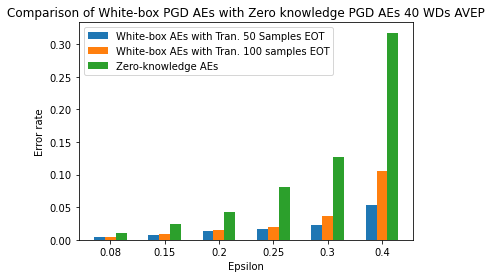 Comparison of White-box PGD AEs with Zero knowledge PGD AEs 40 WDs AVEP
White-box AEs with Tran. 50 Samples EOT
White-box AEs with Tran. 100 samples EOT
Zero-knowledge AEs
Error rate
0.30
0.25
0.20
0.15
0.10
0.05
0.00
0.08 0.15 0.2 0.25 0.3 0.4
Epsilon